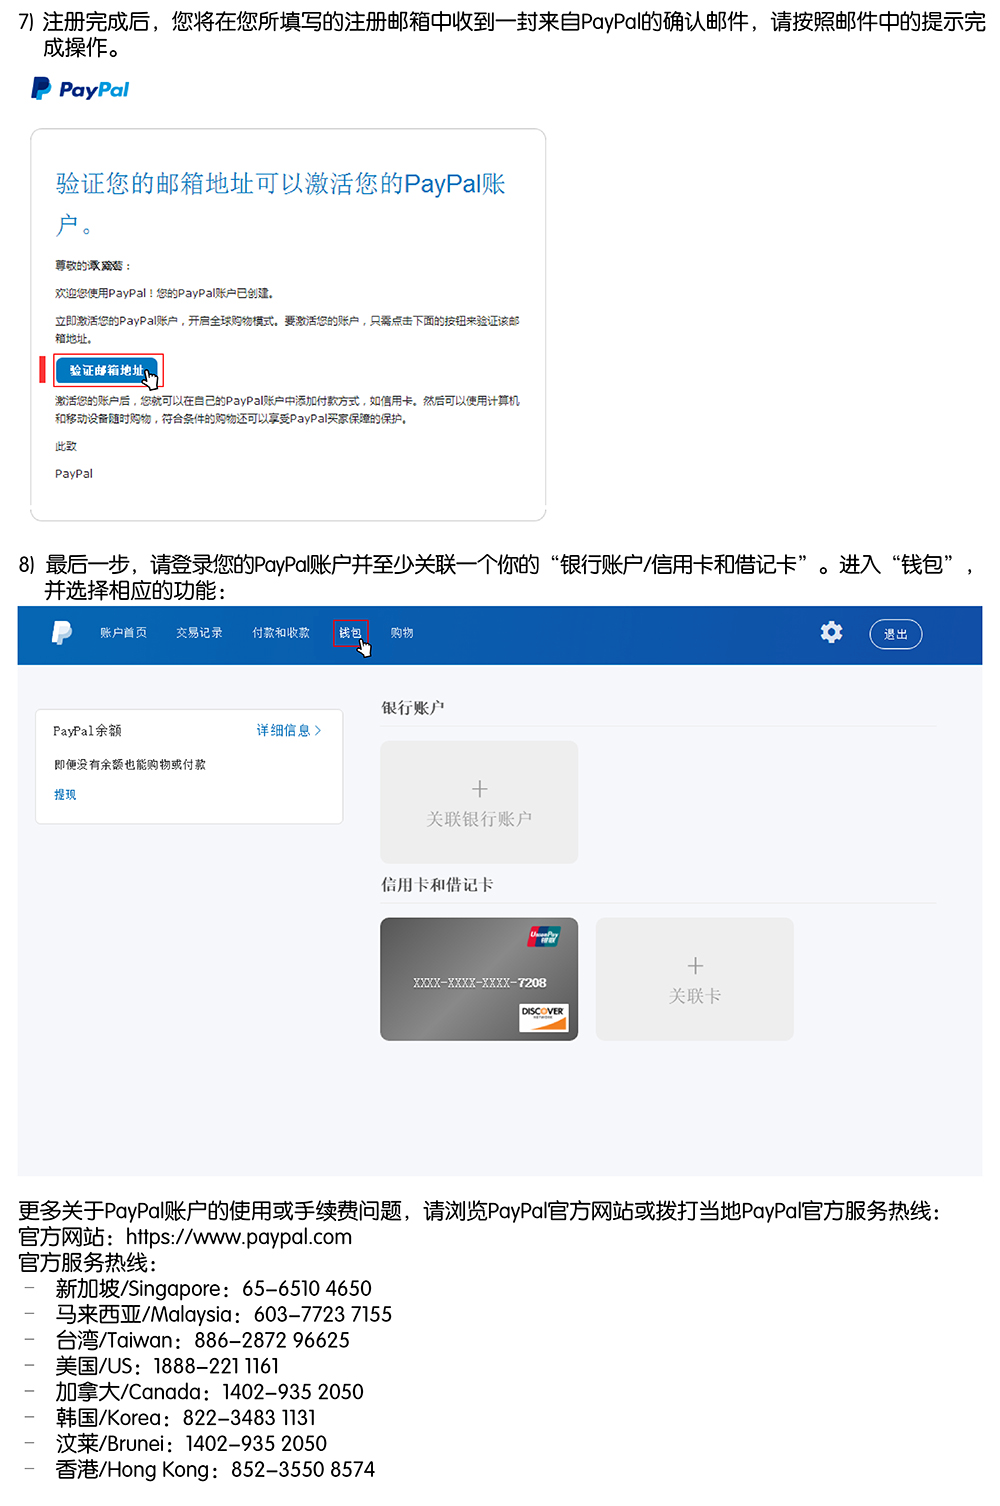 7) 注册完成后，您将在您所填写的注册邮箱中收到一封来自PayPal的确认邮件，请按照邮件中的提示完
成操作。
PayPal
验证您的邮箱地址可以激活您的PayPal账
户。
尊敬的
欢迎您使用PayPal！您的PayPal账户已创建。
立即激活您的PayPal账户，开启全球购物模式。要激活您的账户，只需点击下面的按钮来验证该邮
箱地址。
验证邮箱地址
激活您的账户后，您就可以在自己的PayPal账户中添加付款方式，如信用卡。然后可以使用计算机
和移动设备随时购物，符合条件的购物还可以享受PayPal买家保障的保护。
此致
PayPal
8) 最后一步，请登录您的PayPal账户并至少关联一个你的“银行账户/信用卡和借记卡”。进入“钱包”，
并选择相应的功能：
账户首页 交易记录 付款和收款 钱包 购物 退出
PayPal余额 详细信息 >
即便没有余额也能购物或付款
提现
银行账户
+
关联银行账户
信用卡和借记卡
UnionPay
银联
XXXX-XXXX-XXXX-7208
DISCOVER
NETWORK
+
关联卡
更多关于PayPal账户的使用或手续费问题，请浏览PayPal官方网站或拨打当地PayPal官方服务热线：
官方网站：https://www.paypal.com
官方服务热线：
– 新加坡/Singapore：65-6510 4650
– 马来西亚/Malaysia：603-7723 7155
– 台湾/Taiwan：886-2872 96625
– 美国/US：1888-221 1161
– 加拿大/Canada：1402-935 2050
– 韩国/Korea：822-3483 1131
– 汶莱/Brunei：1402-935 2050
– 香港/Hong Kong：852-3550 8574